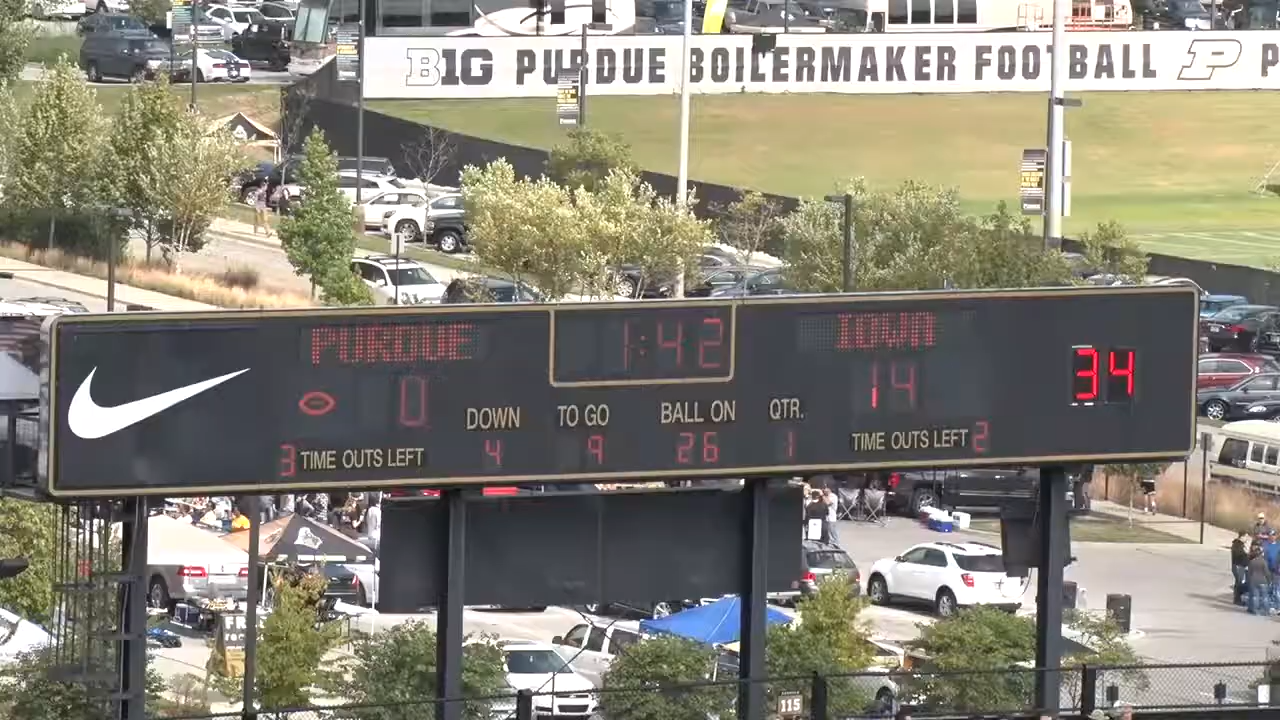 B1G PURDUE BOILERMAKER FOOTBALL P P
PURDUE 1:42 IOWA
0 14 34
DOWN TO GO BALL ON QTR.
3 TIME OUTS LEFT 4 9 26 1 TIME OUTS LEFT 2
115